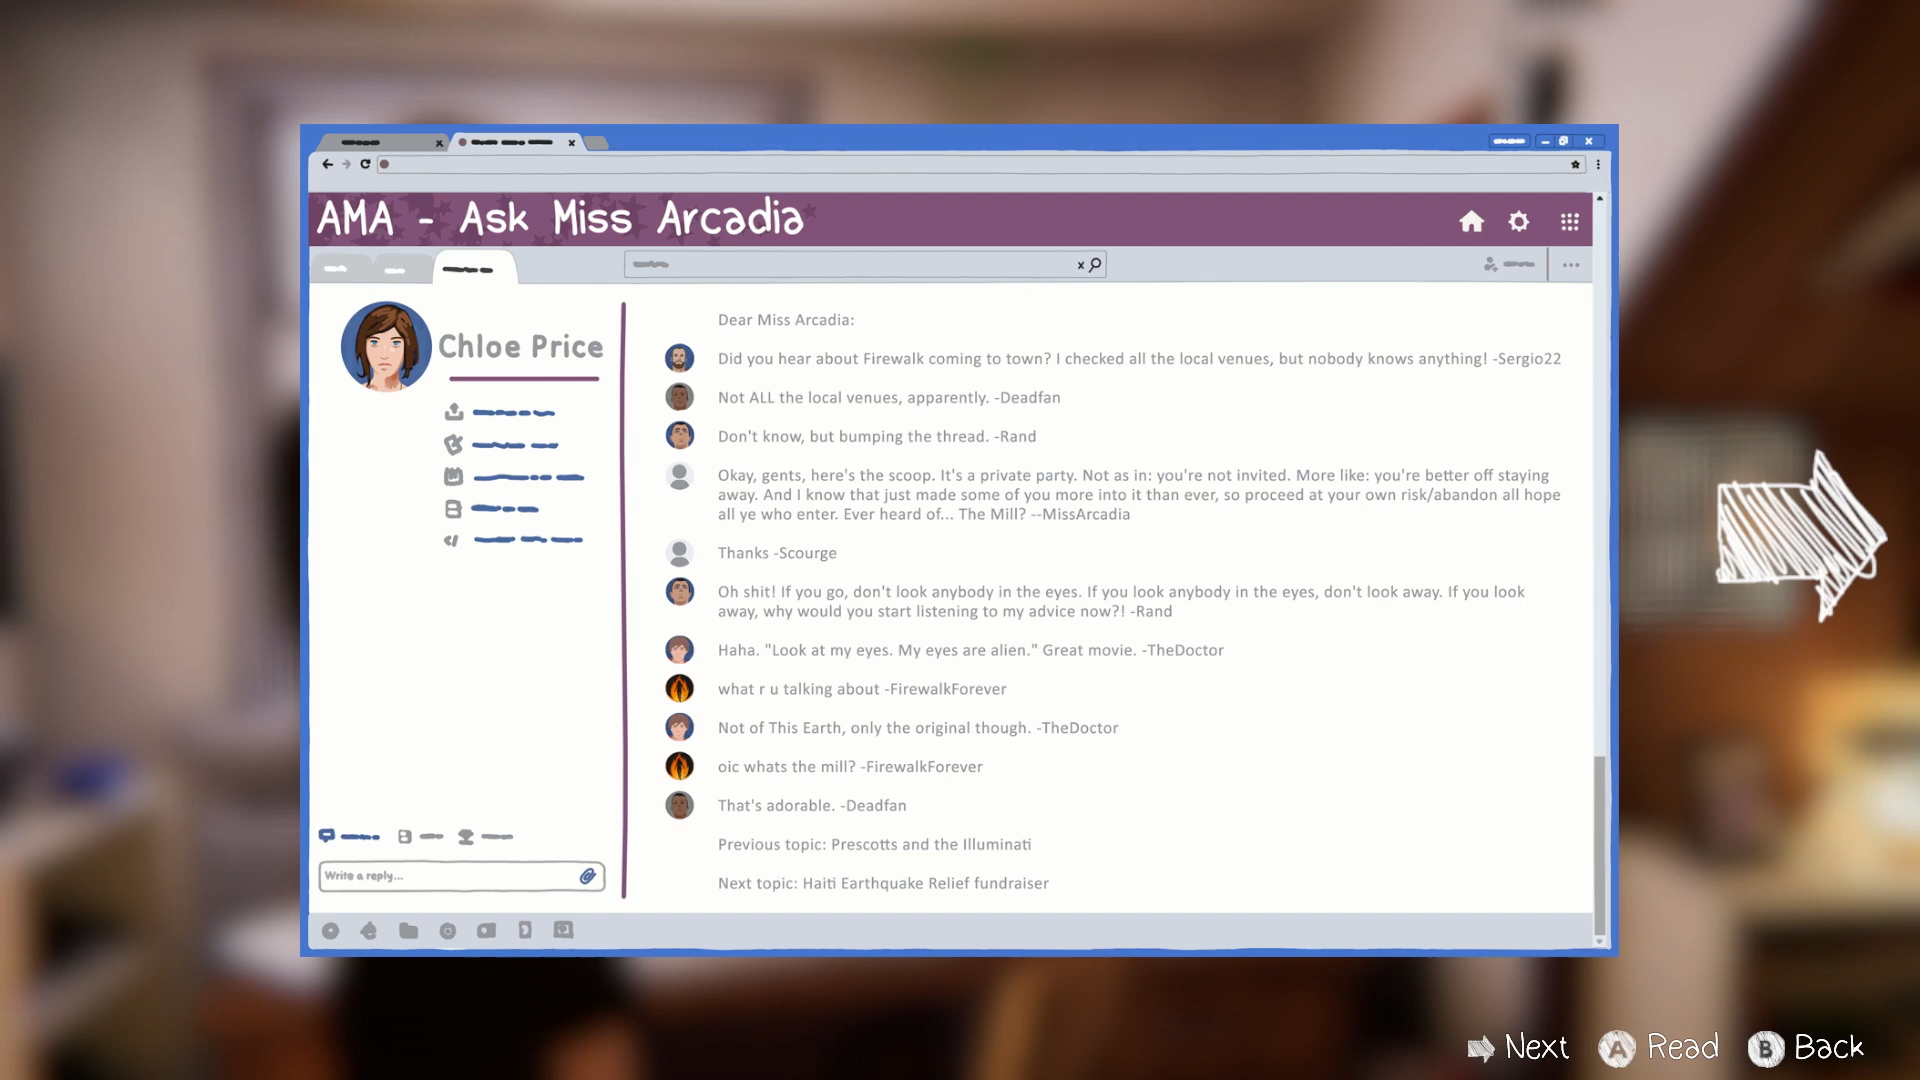 AMA - Ask Miss Arcadia
Chloe Price
Dear Miss Arcadia:
Did you hear about Firewalk coming to town? I checked all the local venues, but nobody knows anything! -Sergio22
Not ALL the local venues, apparently. -Deadfan
Don't know, but bumping the thread. -Rand
Okay, gents, here's the scoop. It's a private party. Not as in: you're not invited. More like: you're better off staying
away. And I know that just made some of you more into it than ever, so proceed at your own risk/abandon all hope
all ye who enter. Ever heard of... The Mill? --MissArcadia
Thanks -Scourge
Oh shit! If you go, don't look anybody in the eyes. If you look anybody in the eyes, don't look away. If you look
away, why would you start listening to my advice now?! -Rand
Haha. "Look at my eyes. My eyes are alien." Great movie. -TheDoctor
what r u talking about -FirewalkForever
Not of This Earth, only the original though. -TheDoctor
oic whats the mill? -FirewalkForever
That's adorable. -Deadfan
Previous topic: Prescotts and the Illuminati
Next topic: Haiti Earthquake Relief fundraiser
Write a reply...
Next A Read B Back